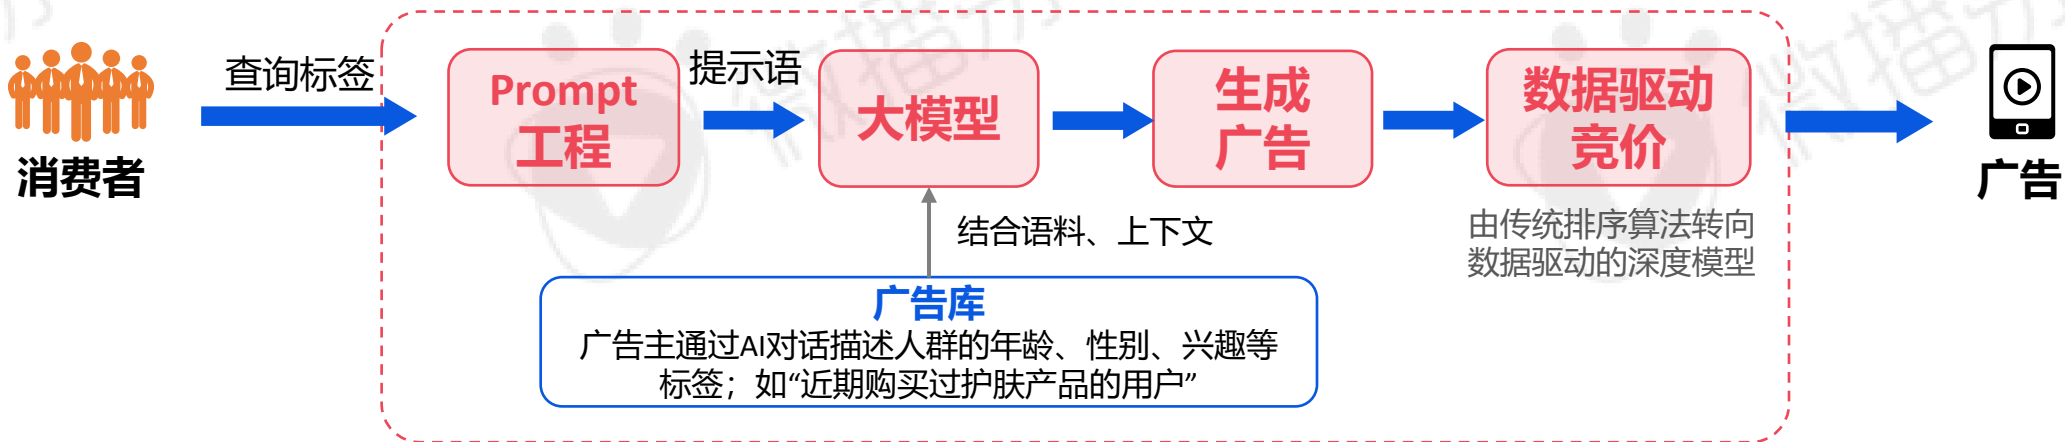 消费者
查询标签
Prompt
工程
提示语
大模型
生成
广告
数据驱动
竞价
广告
由传统排序算法转向
数据驱动的深度模型
结合语料、上下文
广告库
广告主通过AI对话描述人群的年龄、性别、兴趣等
标签；如“近期购买过护肤产品的用户”